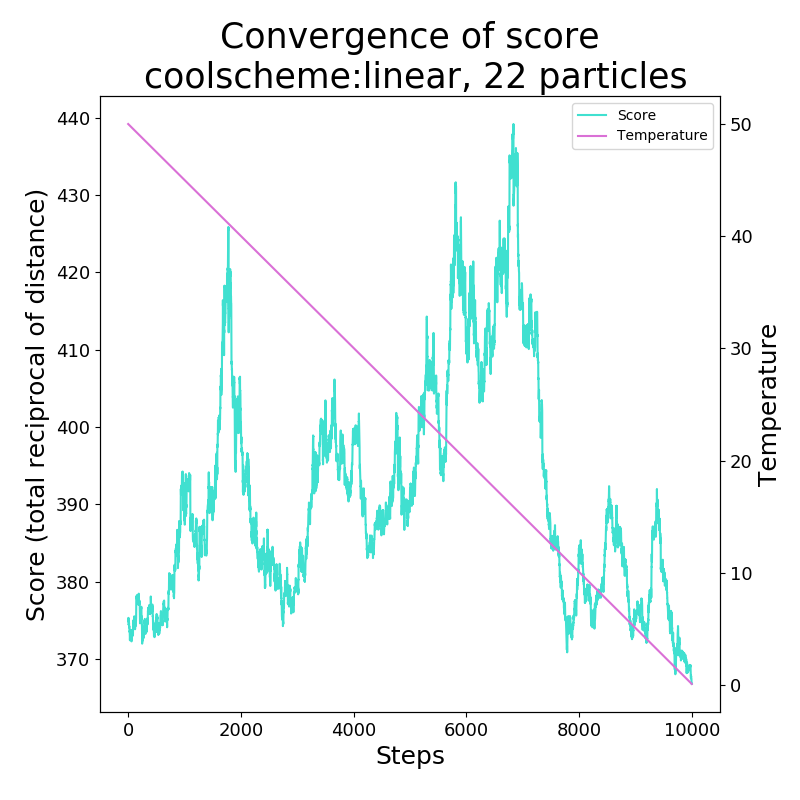 Convergence of score
coolscheme:linear, 22 particles
Score (total reciprocal of distance)
440
430
420
410
400
390
380
370
Score
Temperature
50
40
30
20
10
0
Temperature
0 2000 4000 6000 8000 10000
Steps